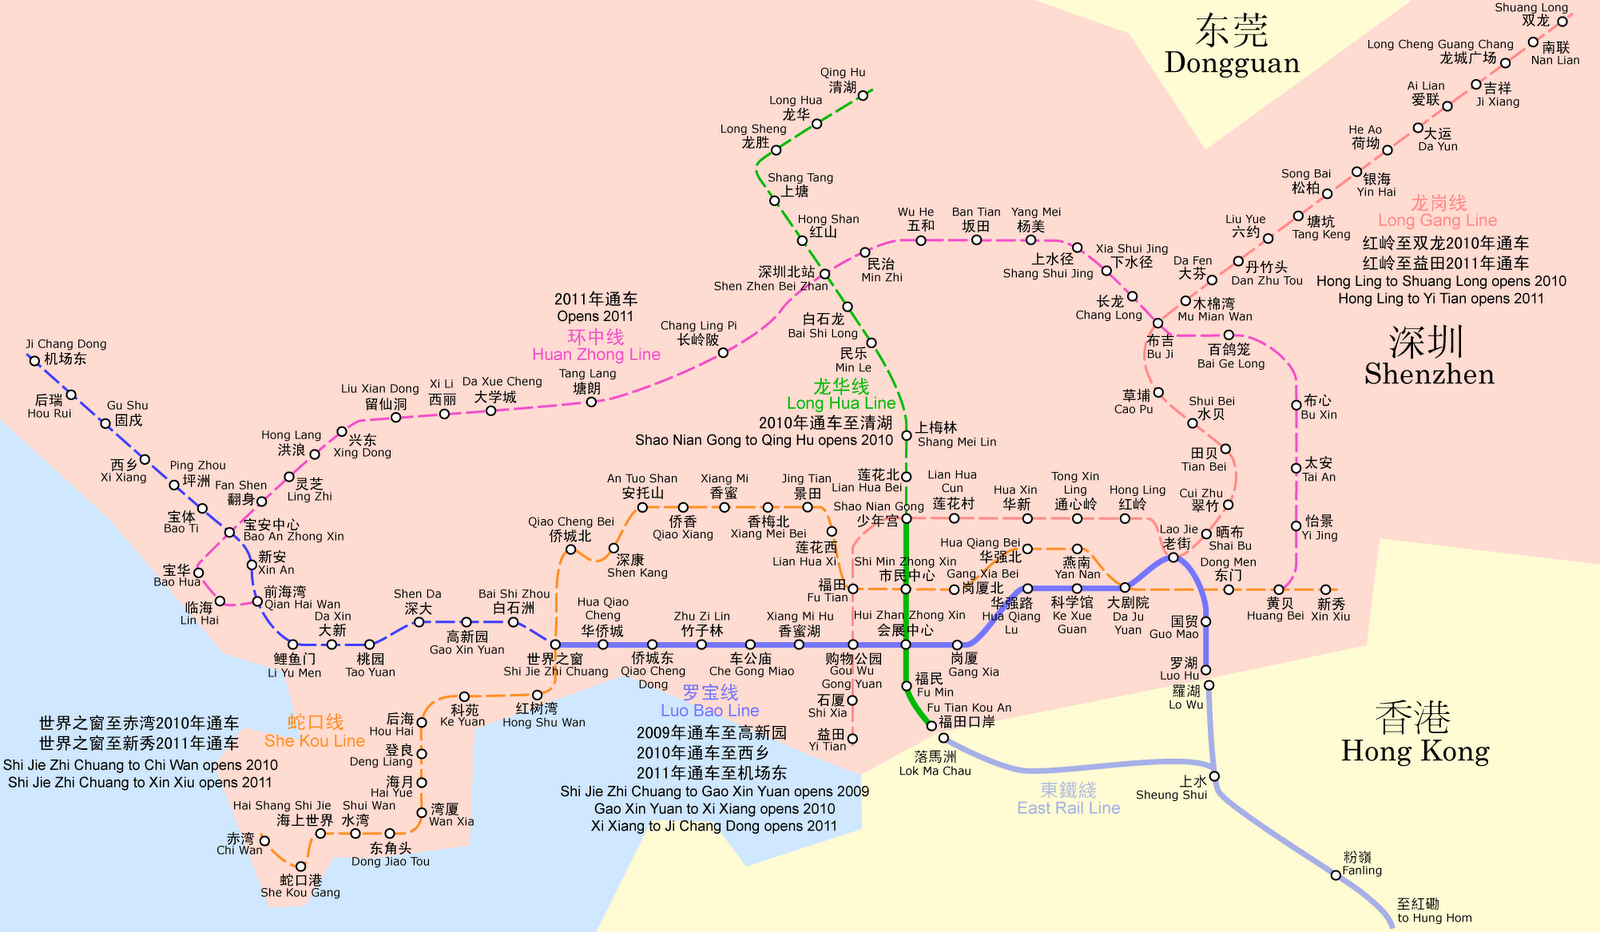 东莞
Dongguan
Shuang Long
双龙
南联
Nan Lian
Long Cheng Guang Chang
龙城广场
吉祥
Ji Xiang
Ai Lian
爱联
大运
Da Yun
He Ao
荷坳
银海
Yin Hai
Song Bai
松柏
塘坑
Tang Keng
Liu Yue
六约
丹竹头
Dan Zhu Tou
Da Fen
大芬
木棉湾
Mu Mian Wan
龙岗线
Long Gang Line
红岭至双龙2010年通车
红岭至益田2011年通车
Hong Ling to Shuang Long opens 2010
Hong Ling to Yi Tian opens 2011
深圳
Shenzhen
Qing Hu
清湖
Long Hua
龙华
Long Sheng
龙胜
Shang Tang
上塘
Hong Shan
红山
深圳北站
Shen Zhen Bei Zhan
白石龙
Bai Shi Long
民乐
Min Le
龙华线
Long Hua Line
2010年通车至清湖
Shao Nian Gong to Qing Hu opens 2010
上梅林
Shang Mei Lin
莲花北
Lian Hua Bei
Shao Nian Gong
少年宫
Shi Min Zhong Xin
市民中心
Hui Zhan Zhong Xin
会展中心
福民
Fu Min
Fu Tian Kou An
福田口岸
民治
Min Zhi
Wu He
五和
Ban Tian
坂田
Yang Mei
杨美
上水径
Shang Shui Jing
Xia Shui Jing
下水径
长龙
Chang Long
布吉
Bu Ji
百鸽笼
Bai Ge Long
布心
Bu Xin
太安
Tai An
怡景
Yi Jing
黄贝
Huang Bei
新秀
Xin Xiu
草埔
Cao Pu
Shui Bei
水贝
田贝
Tian Bei
Cui Zhu
翠竹
晒布
Shai Bu
Lao Jie
老街
Dong Men
东门
Hong Ling
红岭
Tong Xin
Ling
通心岭
Hua Xin
华新
Lian Hua
Cun
莲花村
2011年通车
Opens 2011
环中线
Huan Zhong Line
Chang Ling Pi
长岭陂
Tang Lang
塘朗
Da Xue Cheng
大学城
Xi Li
西丽
Liu Xian Dong
留仙洞
兴东
Xing Dong
Hong Lang
洪浪
灵芝
Ling Zhi
Fan Shen
翻身
宝安中心
Bao An Zhong Xin
宝华
Bao Hua
临海
Lin Hai
Ji Chang Dong
机场东
后瑞
Hou Rui
Gu Shu
固戍
西乡
Xi Xiang
Ping Zhou
坪洲
宝体
Bao Ti
新安
Xin An
前海湾
Qian Hai Wan
鲤鱼门
Li Yu Men
Da Xin
大新
桃园
Tao Yuan
Shen Da
深大
高新园
Gao Xin Yuan
Bai Shi Zhou
白石洲
世界之窗
Shi Jie Zhi Chuang
Hua Qiao
Cheng
华侨城
侨城东
Qiao Cheng
Dong
Zhu Zi Lin
竹子林
车公庙
Che Gong Miao
Xiang Mi Hu
香蜜湖
购物公园
Gou Wu
Gong Yuan
岗厦
Gang Xia
华强路
Hua Qiang
Lu
科学馆
Ke Xue
Guan
大剧院
Da Ju
Yuan
国贸
Guo Mao
罗湖
Luo Hu
羅湖
Lo Wu
石厦
Shi Xia
益田
Yi Tian
福田
Fu Tian
Gang Xia Bei
岗厦北
Hua Qiang Bei
华强北
燕南
Yan Nan
莲花西
Lian Hua Xi
Jing Tian
景田
香梅北
Xiang Mei Bei
Xiang Mi
香蜜
侨香
Qiao Xiang
An Tuo Shan
安托山
深康
Shen Kang
Qiao Cheng Bei
侨城北
红树湾
Hong Shu Wan
科苑
Ke Yuan
后海
Hou Hai
登良
Deng Liang
海月
Hai Yue
湾厦
Wan Xia
东角头
Dong Jiao Tou
Shui Wan
水湾
Hai Shang Shi Jie
海上世界
蛇口港
She Kou Gang
赤湾
Chi Wan
蛇口线
She Kou Line
世界之窗至赤湾2010年通车
世界之窗至新秀2011年通车
Shi Jie Zhi Chuang to Chi Wan opens 2010
Shi Jie Zhi Chuang to Xin Xiu opens 2011
罗宝线
Luo Bao Line
2009年通车至高新园
2010年通车至西乡
2011年通车至机场东
Shi Jie Zhi Chuang to Gao Xin Yuan opens 2009
Gao Xin Yuan to Xi Xiang opens 2010
Xi Xiang to Ji Chang Dong opens 2011
落馬洲
Lok Ma Chau
東鐵綫
East Rail Line
上水
Sheung Shui
粉嶺
Fanling
至紅磡
to Hung Hom
香港
Hong Kong